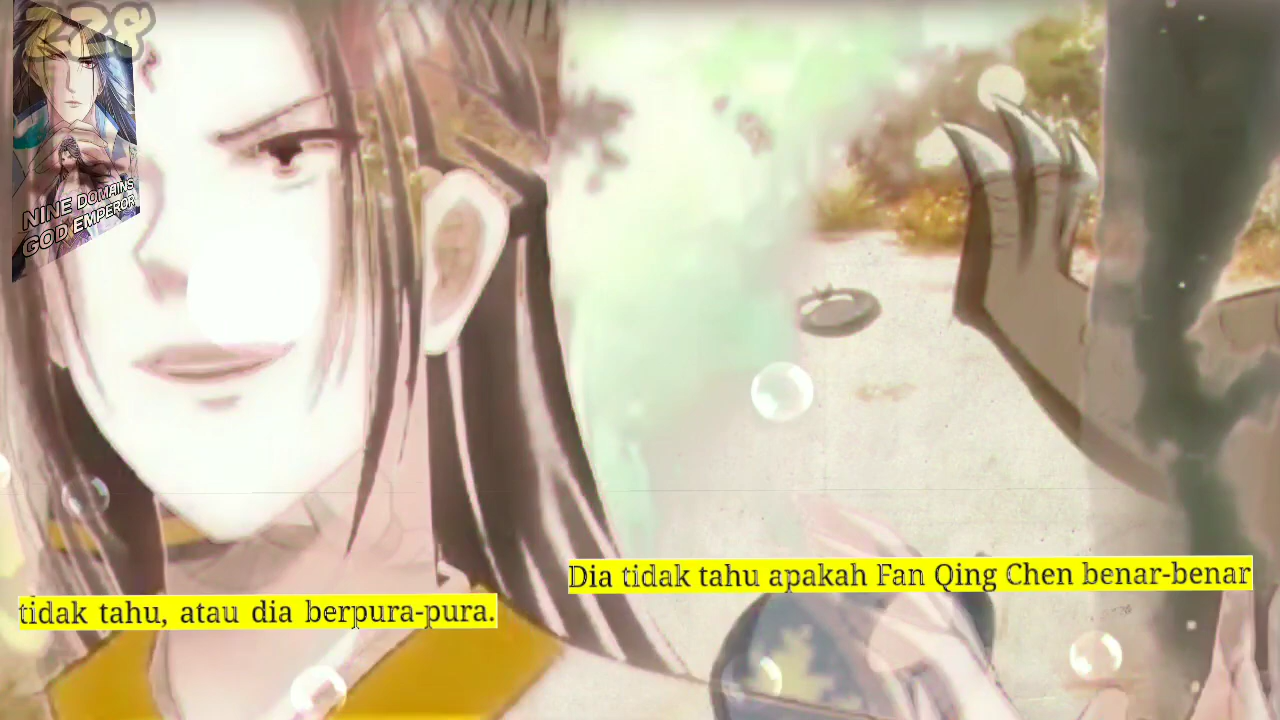 228
NINE DOMAINS
GOD EMPEROR
Dia tidak tahu apakah Fan Qing Chen benar-benar
tidak tahu, atau dia berpura-pura.